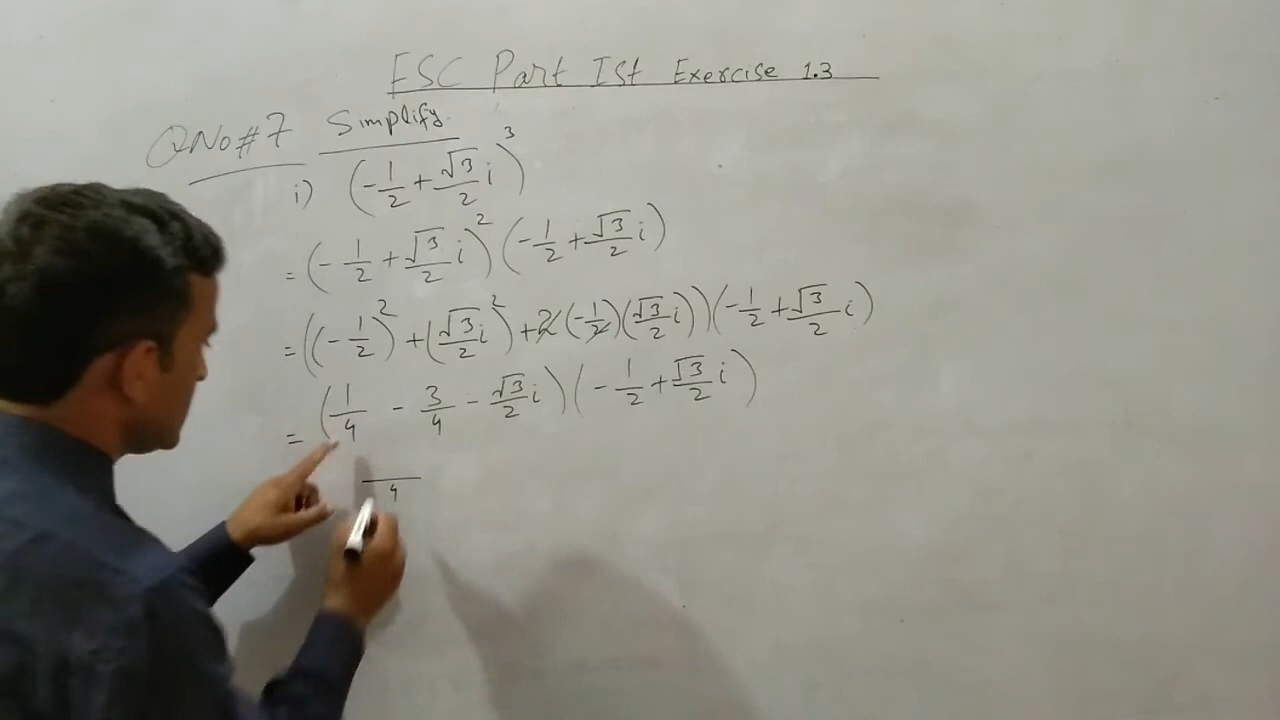 FSC Part Ist Exercise 1.3
QNo#7 Simplify
i) (-1/2 + √3/2 i)^3
= (-1/2 + √3/2 i)^2 (-1/2 + √3/2 i)
= ((-1/2)^2 + (√3/2 i)^2 + 2(-1/2)(√3/2 i)) (-1/2 + √3/2 i)
= (1/4 - 3/4 - √3/2 i) (-1/2 + √3/2 i)
/4